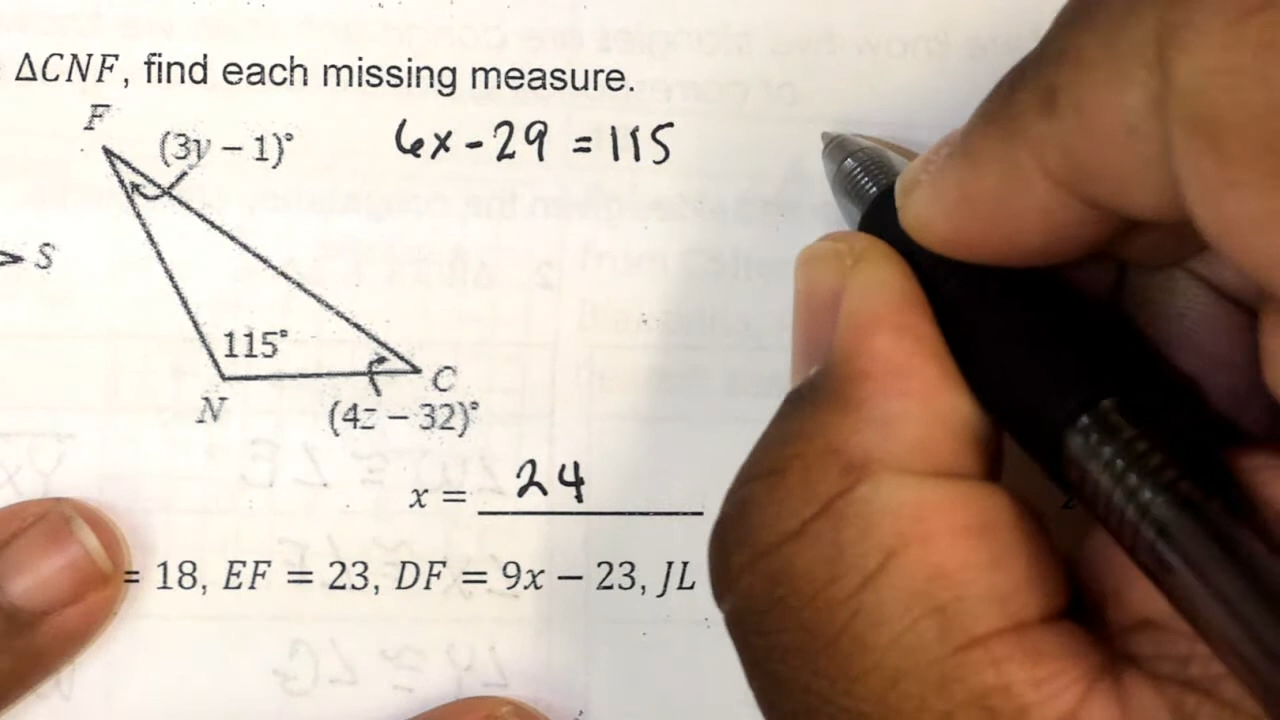 ΔCNF, find each missing measure.
F
(3y – 1)°
6x - 29 = 115
S
115°
C
N
(4z – 32)°
x = 24
= 18, EF = 23, DF = 9x – 23, JL